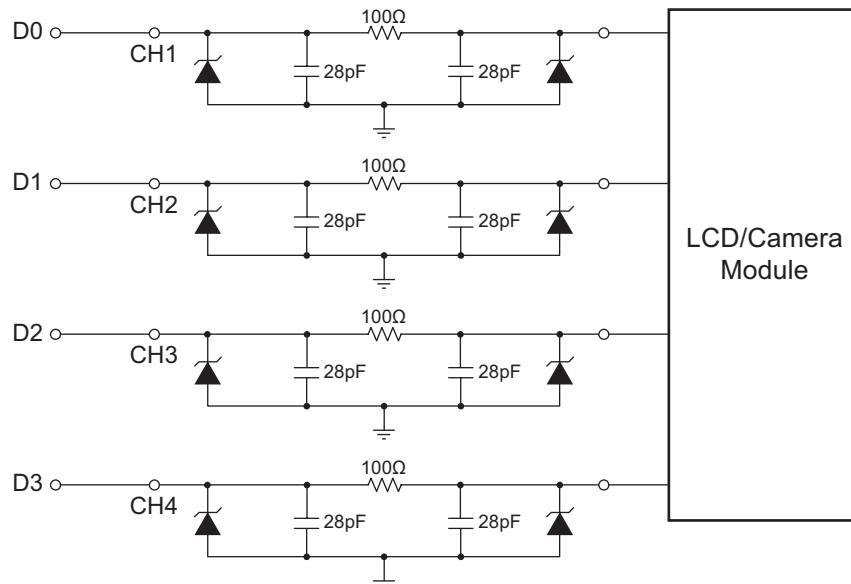 100Ω
D0
CH1
28pF
28pF
100Ω
D1
CH2
28pF
28pF
LCD/Camera
Module
100Ω
D2
CH3
28pF
28pF
100Ω
D3
CH4
28pF
28pF